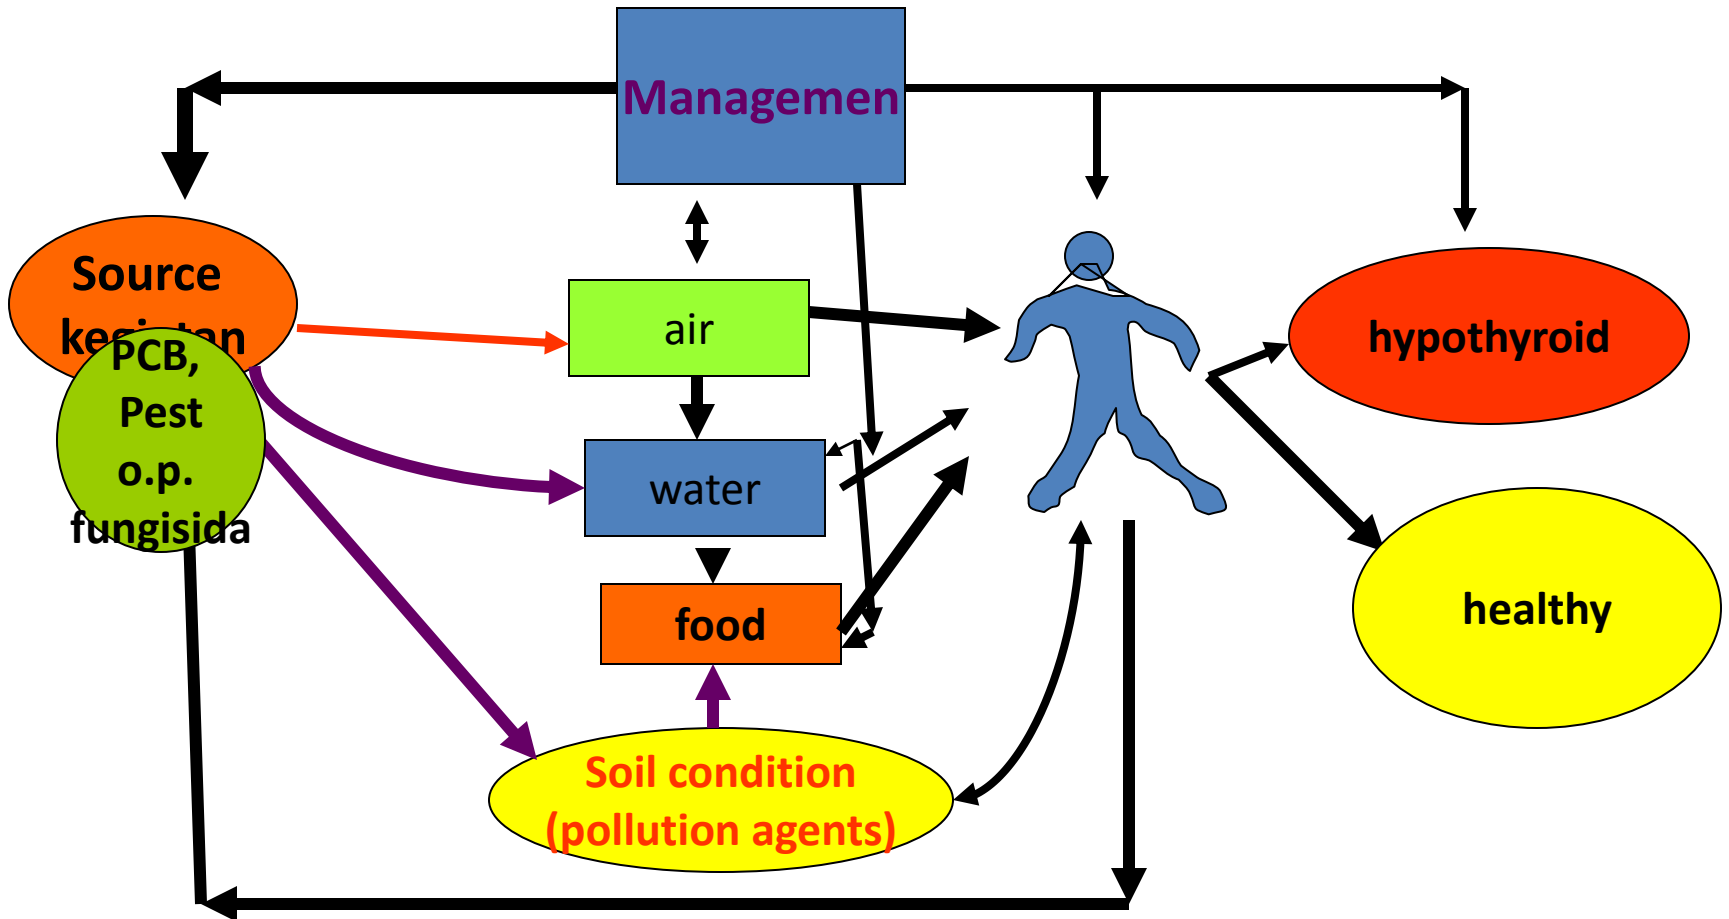 Managemen
Source
air
hypothyroid
PCB,
Pest
o.p.
fungisida
water
healthy
food
Soil condition
(pollution agents)